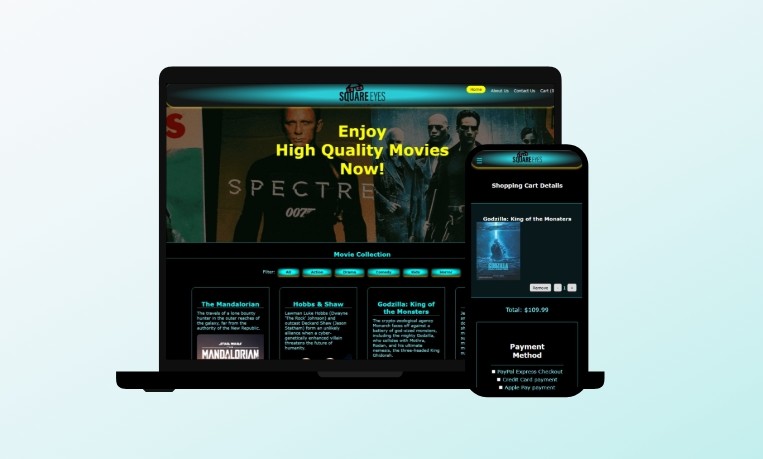 SQUARE EYES
Home About Us Contact Us Cart (
Enjoy
High Quality Movies
Now!
S
SPECTRE
007
Movie Collection
Filter: All Action Drama Comedy Kids Horror
The Mandalorian
The travels of a lone bounty
hunter in the outer reaches of
the galaxy, far from the
authority of the New Republic.
STAR WARS
MANDALORIAN
Hobbs & Shaw
Lawman Luke Hobbs (Dwayne
"The Rock" Johnson) and
outcast Deckard Shaw (Jason
Statham) form an unlikely
alliance when a cyber-
genetically enhanced villain
threatens the future of
humanity.
Godzilla: King of
the Monsters
The crypto-zoological agency
Monarch faces off against a
battery of god-sized monsters,
including the mighty Godzilla,
who collides with Mothra,
Rodan, and his ultimate
nemesis, the three-headed King
Ghidorah.
SQUARE EYES
Shopping Cart Details
Godzilla: King of the Monsters
GODZILLA
Remove - 1 +
Total: $109.99
Payment
Method
PayPal Express Checkout
Credit Card payment
Apple Pay payment